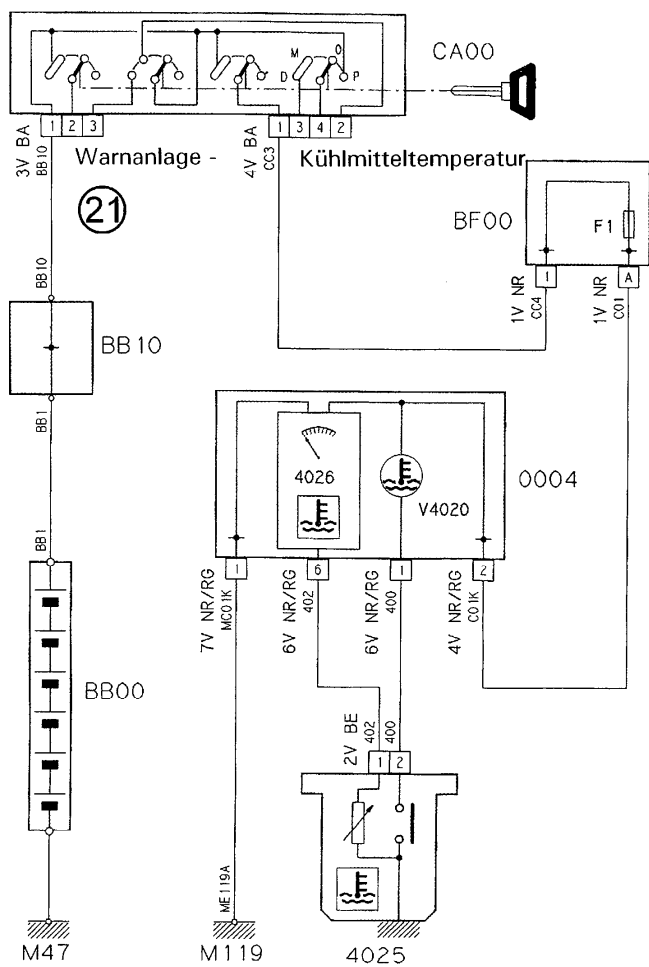 M O
D P
CA00
1 2 3
1 3 4 2
3V BA
BB10
Warnanlage -
4V BA
CC3
Kühlmitteltemperatur
21
BF00
F1
1 A
1V NR
CC4
1V NR
C01
BB10
BB10
BB1
4026
V4020
0004
BB1
1 6 1 2
7V NR/RG
MC01K
6V NR/RG
402
6V NR/RG
400
4V NR/RG
C01K
BB00
2V BE
402
400
1 2
ME119A
M47
M119
4025